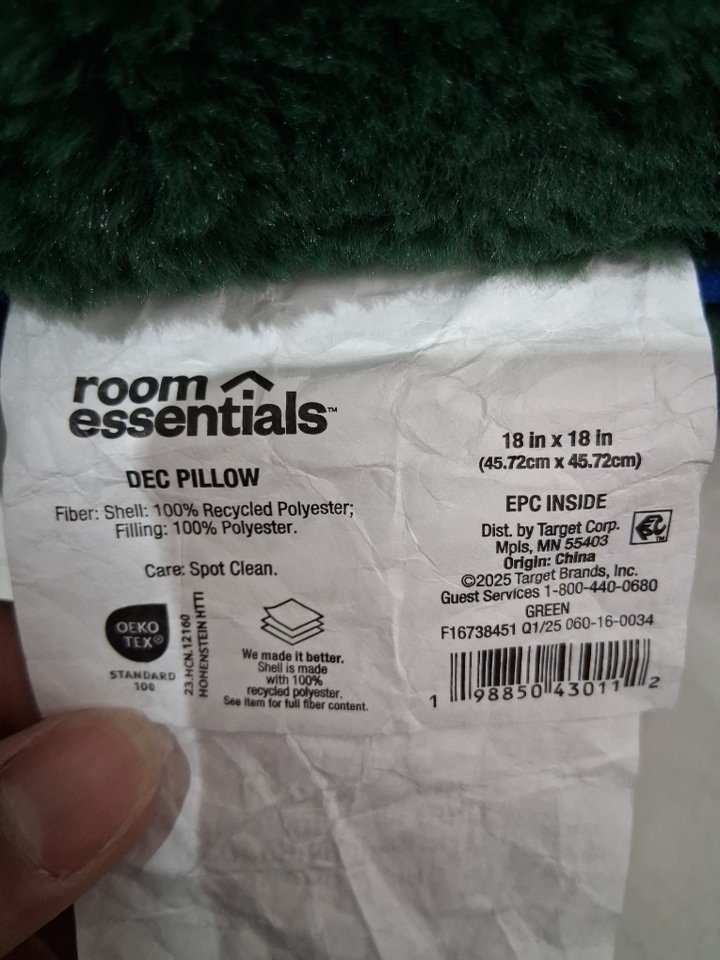 room
essentials™
DEC PILLOW
Fiber: Shell: 100% Recycled Polyester;
Filling: 100% Polyester.
Care: Spot Clean.
OEKO
TEX®
STANDARD
100
23.HCN.12160
HOHENSTEIN HTTI
We made it better.
Shell is made
with 100%
recycled polyester.
See item for full fiber content.
18 in x 18 in
(45.72cm x 45.72cm)
EPC INSIDE
Dist. by Target Corp.
Mpls, MN 55403
Origin: China
©2025 Target Brands, Inc.
Guest Services 1-800-440-0680
GREEN
F16738451 Q1/25 060-16-0034
1 98850 43011 2